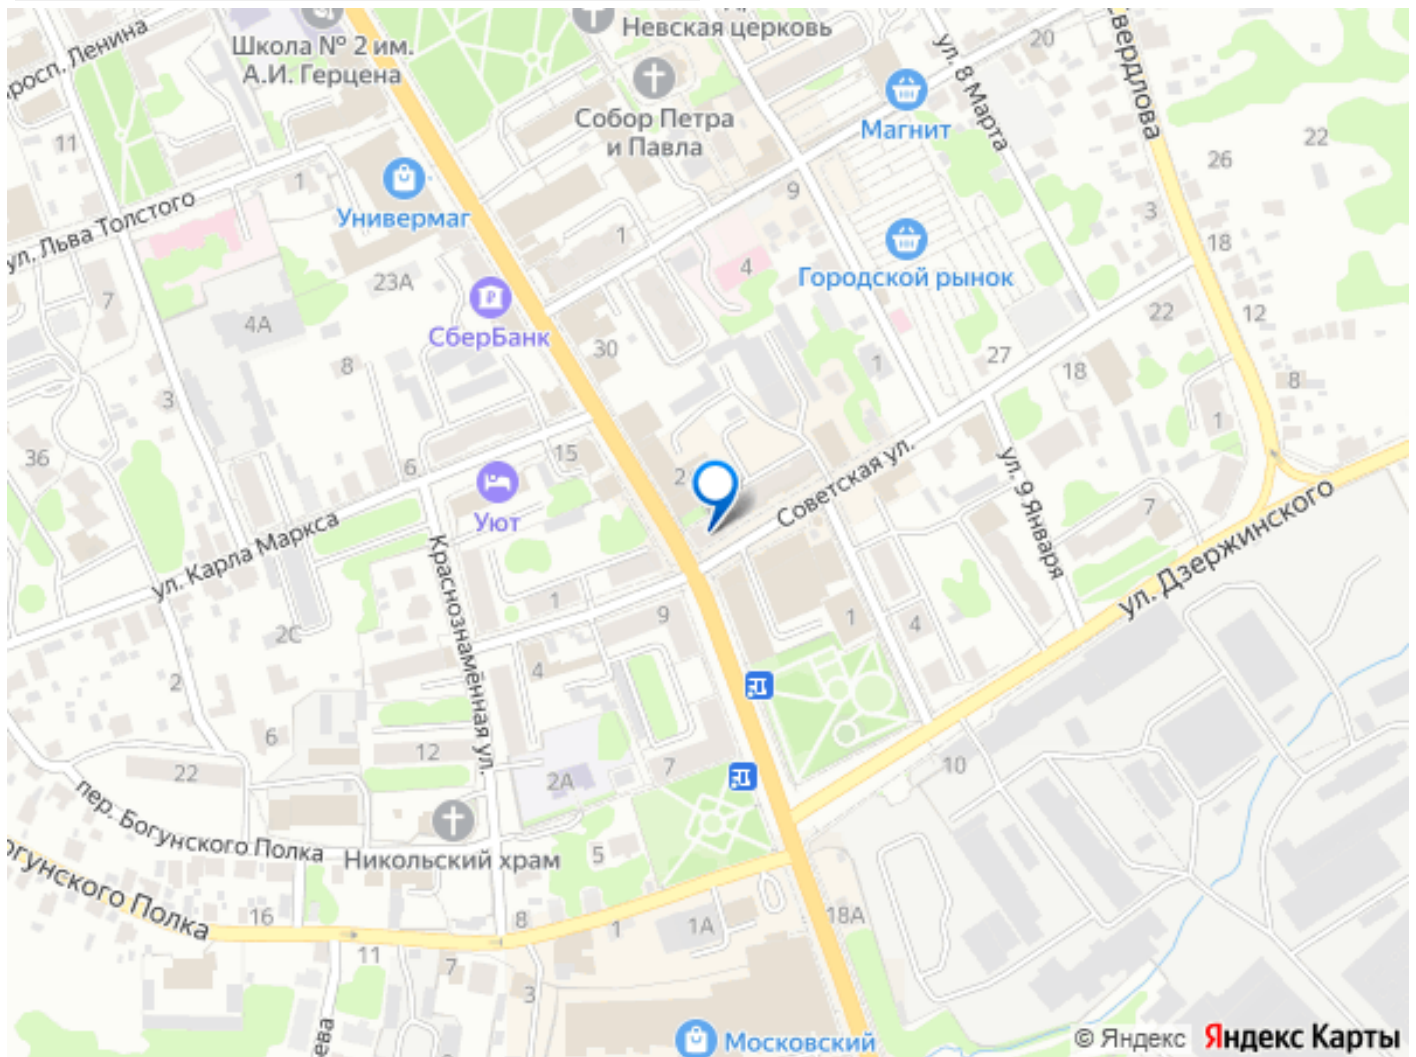 Невская церковь
Школа № 2 им.
А.И. Герцена
просп. Ленина
ул. 8 Марта
20
Свердлова
Собор Петра
и Павла
Магнит
11
22
26
Универмаг
1
9
3
ул. Льва Толстого
1
18
4
Городской рынок
23А
7
4А
СберБанк
22
12
30
8
1
27
18
8
3
1
36
6
15
2
Советская ул.
ул. 9 Января
Уют
7
ул. Карла Маркса
Краснознамённая ул.
ул. Дзержинского
1
9
1
4
2С
4
2
6
12
22
7
2А
10
пер. Богунского Полка
Никольский храм
5
Богунского Полка
16
8
1
1А
18А
11
7
3
Московский
© Яндекс Яндекс Карты